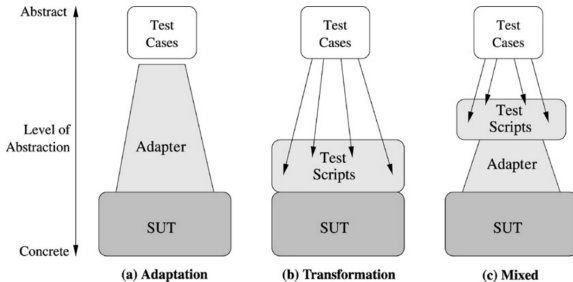 Abstract
Level of
Abstraction
Concrete
Test
Cases
Adapter
SUT
(a) Adaptation
Test
Cases
Test
Scripts
SUT
(b) Transformation
Test
Cases
Test
Scripts
Adapter
SUT
(c) Mixed